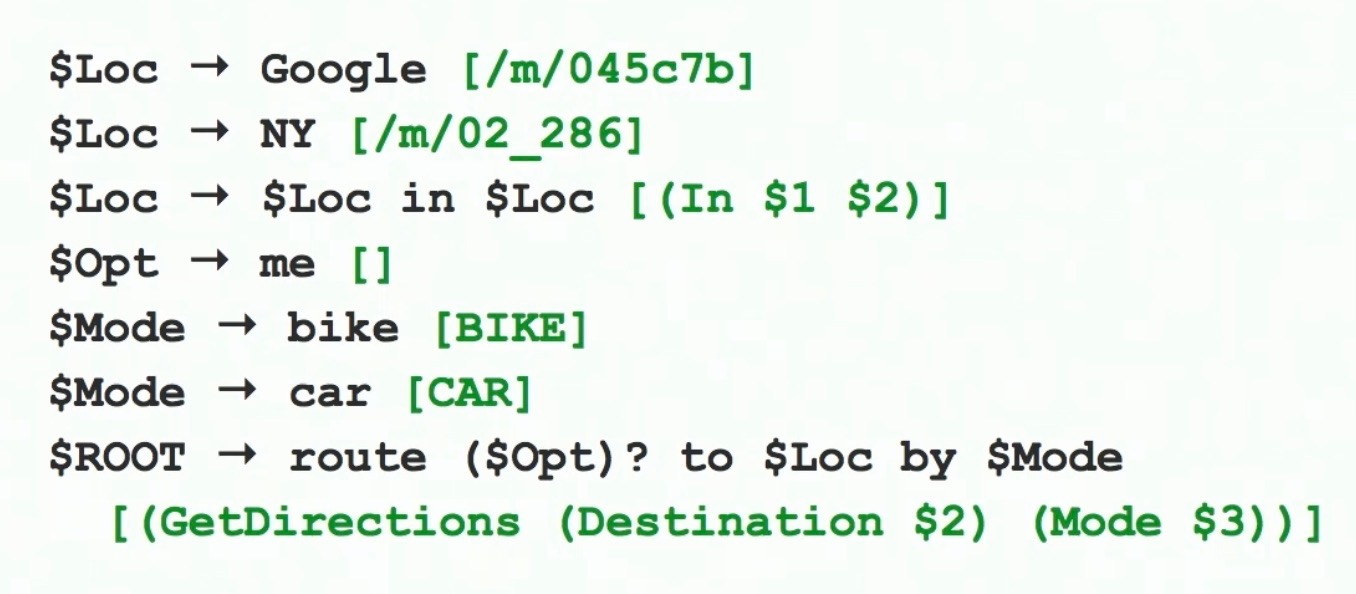 $Loc → Google [/m/045c7b]
$Loc → NY [/m/02_286]
$Loc → $Loc in $Loc [(In $1 $2)]
$Opt → me []
$Mode → bike [BIKE]
$Mode → car [CAR]
$ROOT → route ($Opt)? to $Loc by $Mode
[(GetDirections (Destination $2) (Mode $3))]